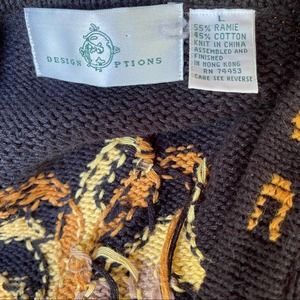 DESIGN OPTIONS
L
55% RAMIE
45% COTTON
KNIT IN CHINA
ASSEMBLED AND
FINISHED
IN HONG KONG
RN 74453
CARE SEE REVERSE